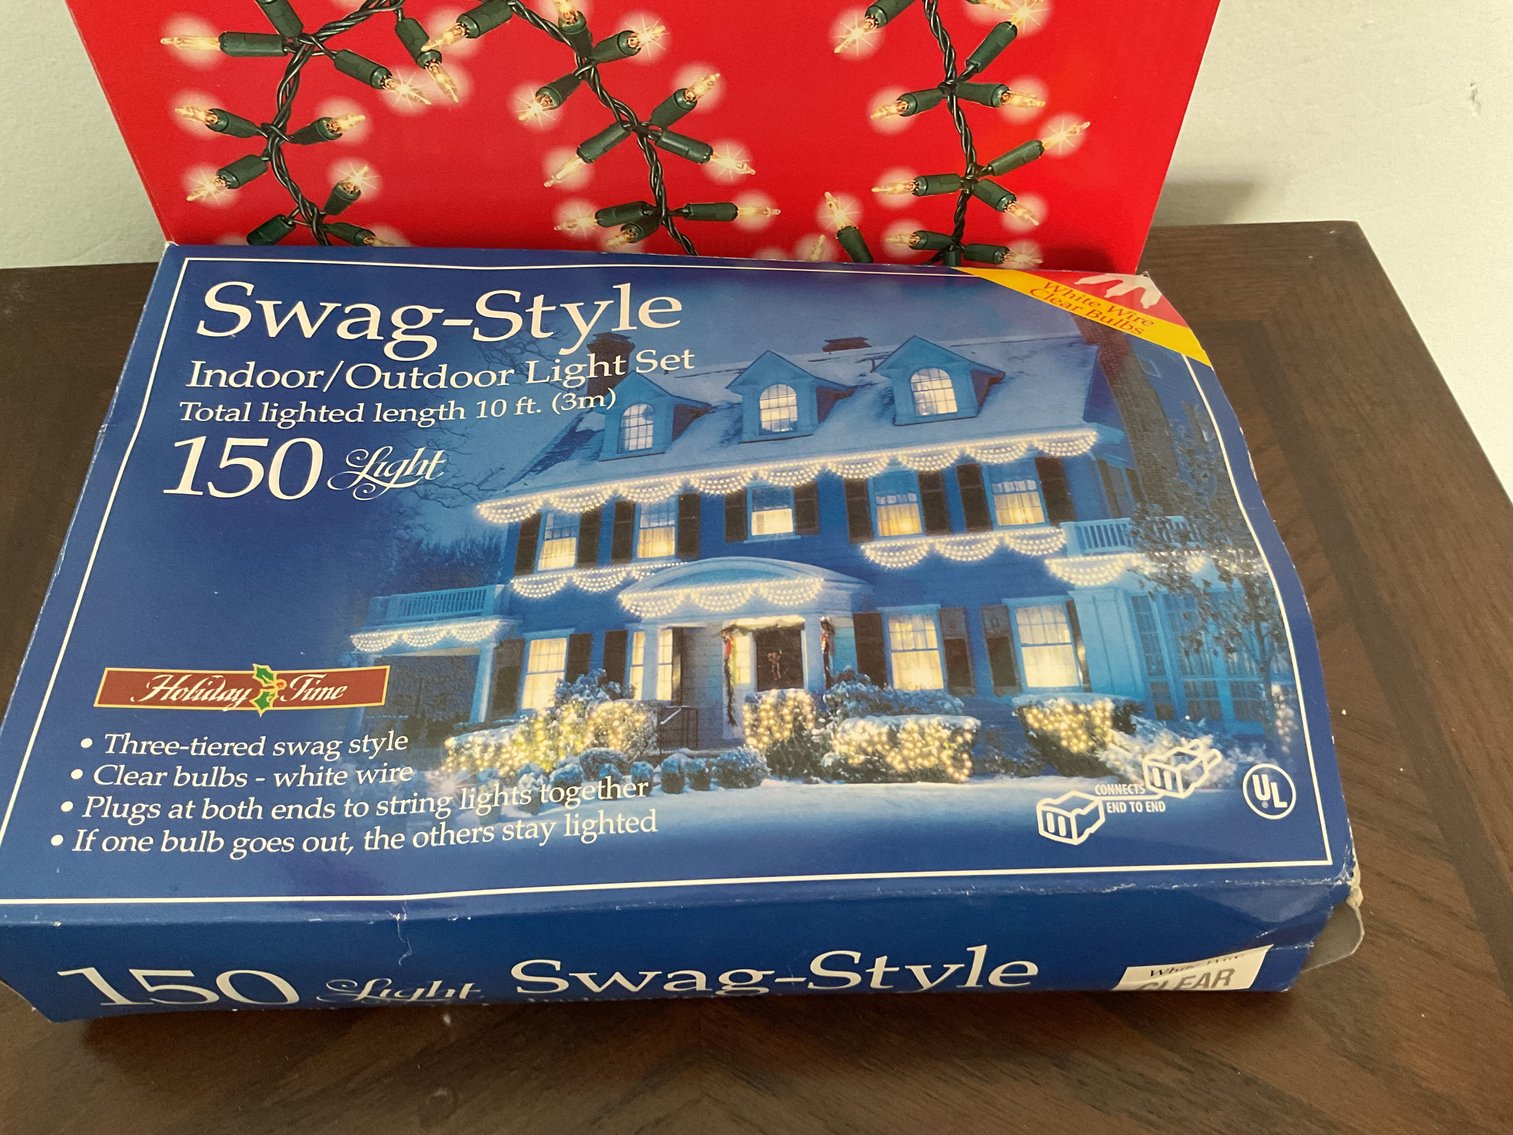 White Wire
Clear Bulbs
Swag-Style
Indoor/Outdoor Light Set
Total lighted length 10 ft. (3m)
150 Light
Holiday Time
• Three-tiered swag style
• Clear bulbs - white wire
• Plugs at both ends to string lights together
• If one bulb goes out, the others stay lighted
CONNECTS
END TO END
UL
150 Light Swag-Style
White Wire
CLEAR